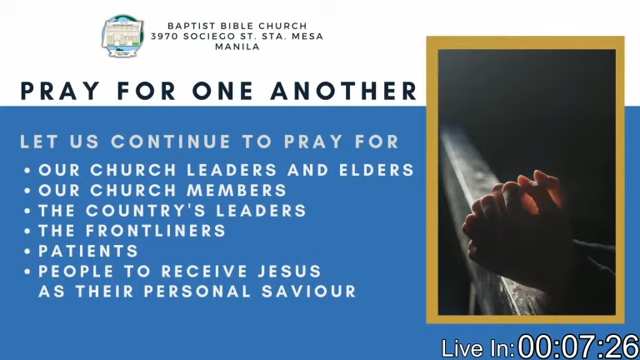 BAPTIST BIBLE CHURCH
3970 SOCIEGO ST. STA. MESA
MANILA
PRAY FOR ONE ANOTHER
LET US CONTINUE TO PRAY FOR
• OUR CHURCH LEADERS AND ELDERS
• OUR CHURCH MEMBERS
• THE COUNTRY'S LEADERS
• THE FRONTLINERS
• PATIENTS
• PEOPLE TO RECEIVE JESUS
AS THEIR PERSONAL SAVIOUR
Live In: 00:07:26